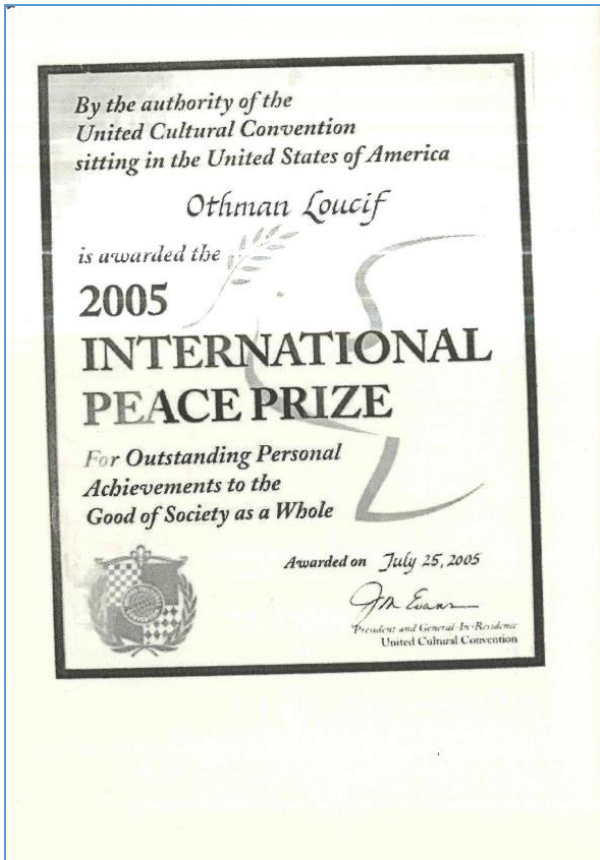 By the authority of the
United Cultural Convention
sitting in the United States of America
Othman Loucif
is awarded the
2005
INTERNATIONAL
PEACE PRIZE
For Outstanding Personal
Achievements to the
Good of Society as a Whole
Awarded on July 25, 2005
J M Evans
President and General-In-Residence
United Cultural Convention